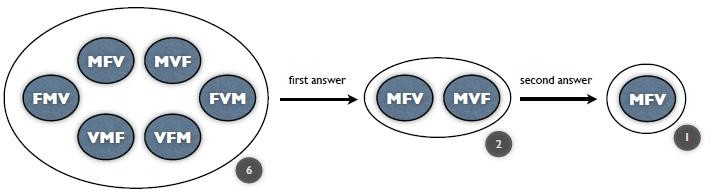 MFV MVF
FMV FVM
VMF VFM
6
first answer
MFV MVF
2
second answer
MFV
1